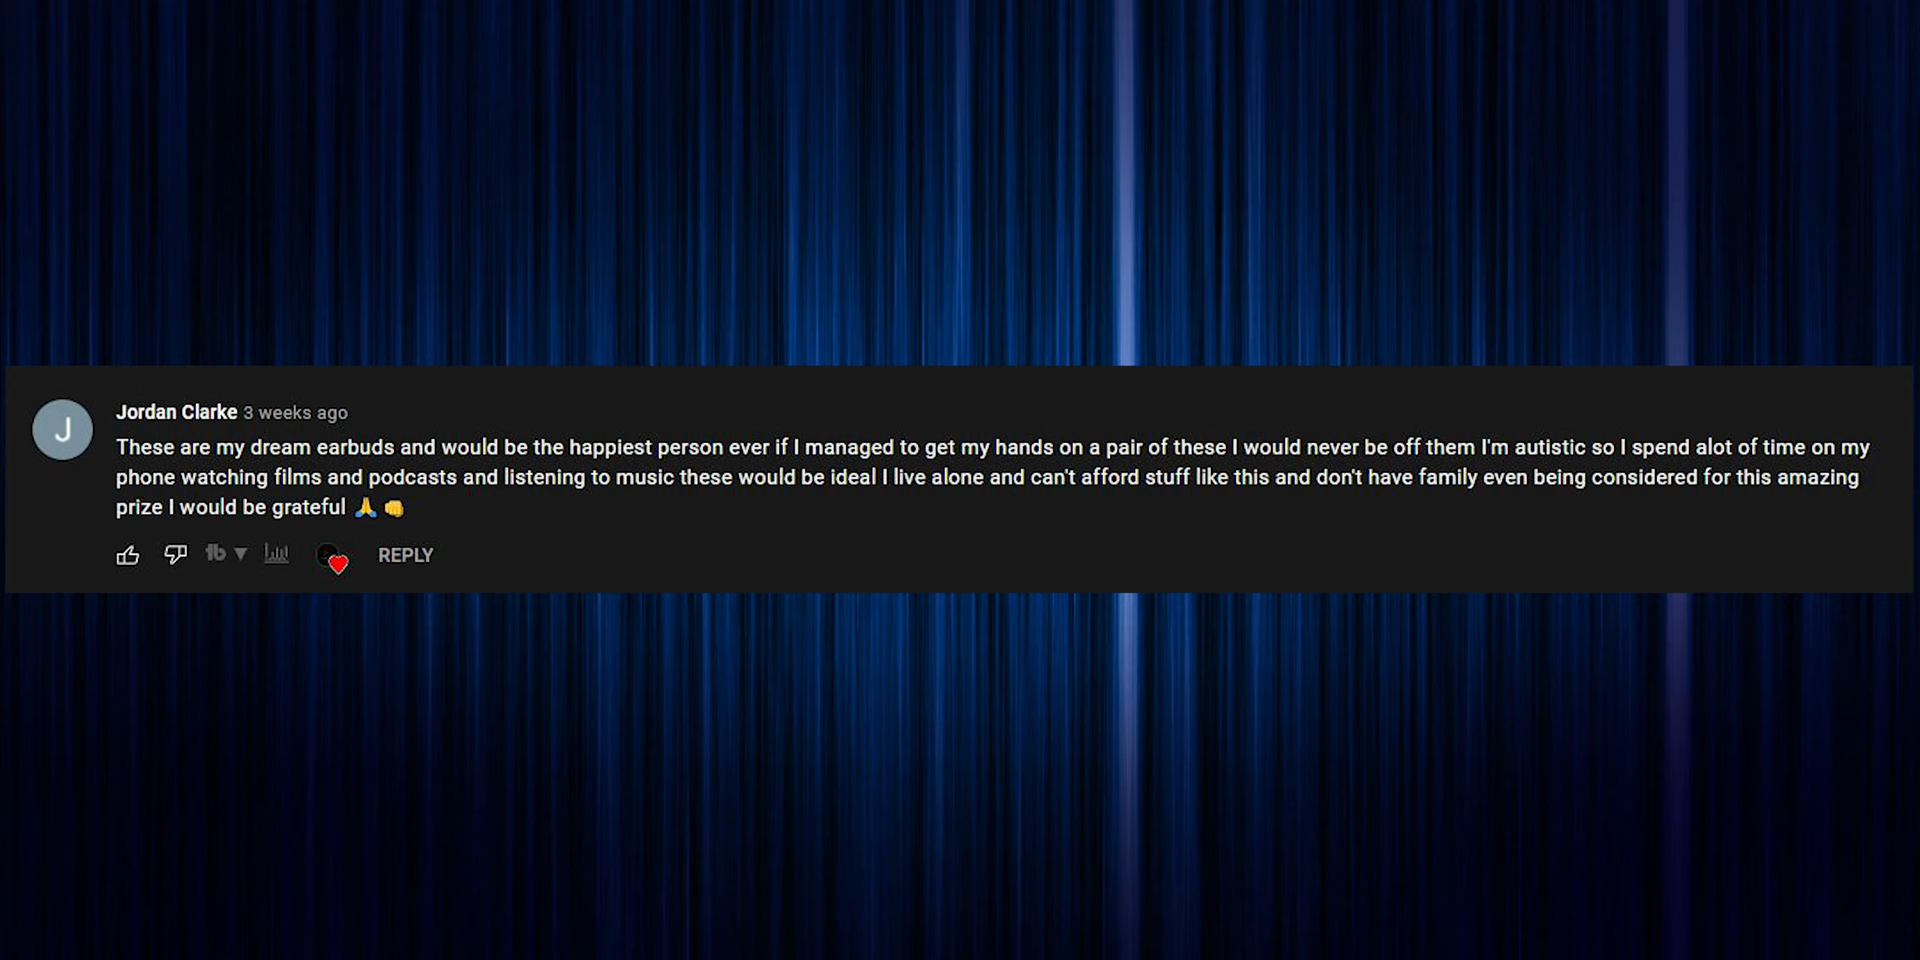 J
Jordan Clarke 3 weeks ago
These are my dream earbuds and would be the happiest person ever if I managed to get my hands on a pair of these I would never be off them I'm autistic so I spend alot of time on my
phone watching films and podcasts and listening to music these would be ideal I live alone and can't afford stuff like this and don't have family even being considered for this amazing
prize I would be grateful 🙏👊
tb ▼ REPLY